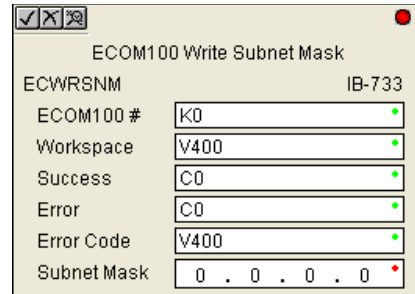 ECOM100 Write Subnet Mask
ECWRSNM IB-733
ECOM100 # K0
Workspace V400
Success C0
Error C0
Error Code V400
Subnet Mask 0 . 0 . 0 . 0